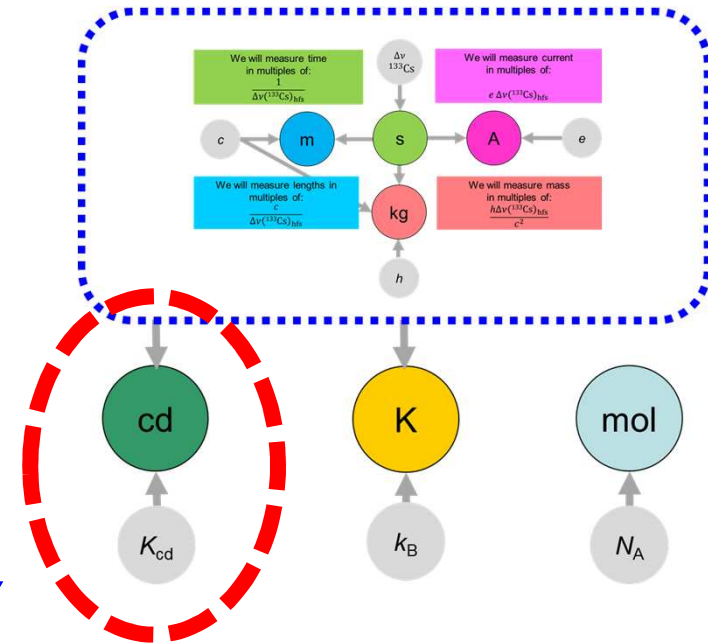 We will measure time
in multiples of:
1
Δν(¹³³Cs)hfs
Δν
¹³³Cs
We will measure current
in multiples of:
e Δν(¹³³Cs)hfs
c
m
s
A
e
We will measure lengths in
multiples of:
c
Δν(¹³³Cs)hfs
kg
We will measure mass
in multiples of:
hΔν(¹³³Cs)hfs
c²
h
cd
K
mol
Kcd
kB
NA